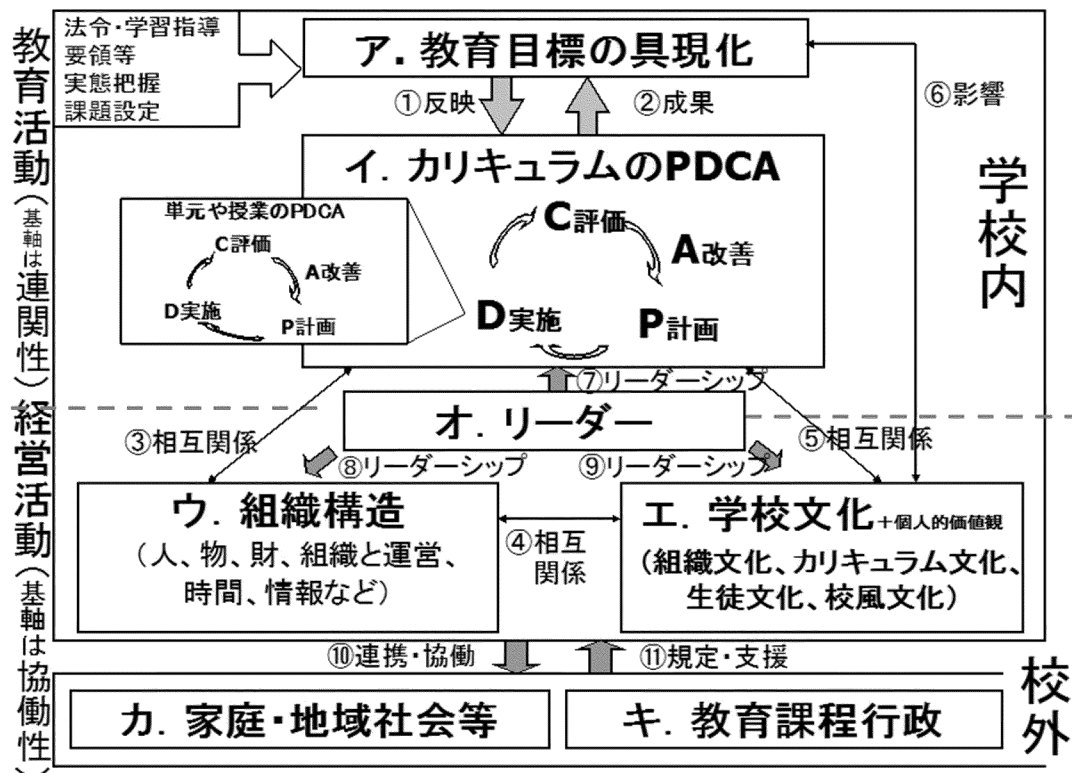 法令・学習指導
要領等
実態把握
課題設定
ア．教育目標の具現化
①反映
②成果
⑥影響
イ．カリキュラムのPDCA
C評価
A改善
D実施
P計画
単元や授業のPDCA
C評価
A改善
D実施
P計画
⑦リーダーシップ
オ．リーダー
③相互関係
⑤相互関係
⑧リーダーシップ
⑨リーダーシップ
ウ．組織構造
（人、物、財、組織と運営、
時間、情報など）
④相互
関係
エ．学校文化＋個人的価値観
（組織文化、カリキュラム文化、
生徒文化、校風文化）
⑩連携・協働
⑪規定・支援
カ．家庭・地域社会等
キ．教育課程行政
教育活動（基軸は連関性）
経営活動（基軸は協働性）
学校内
校外